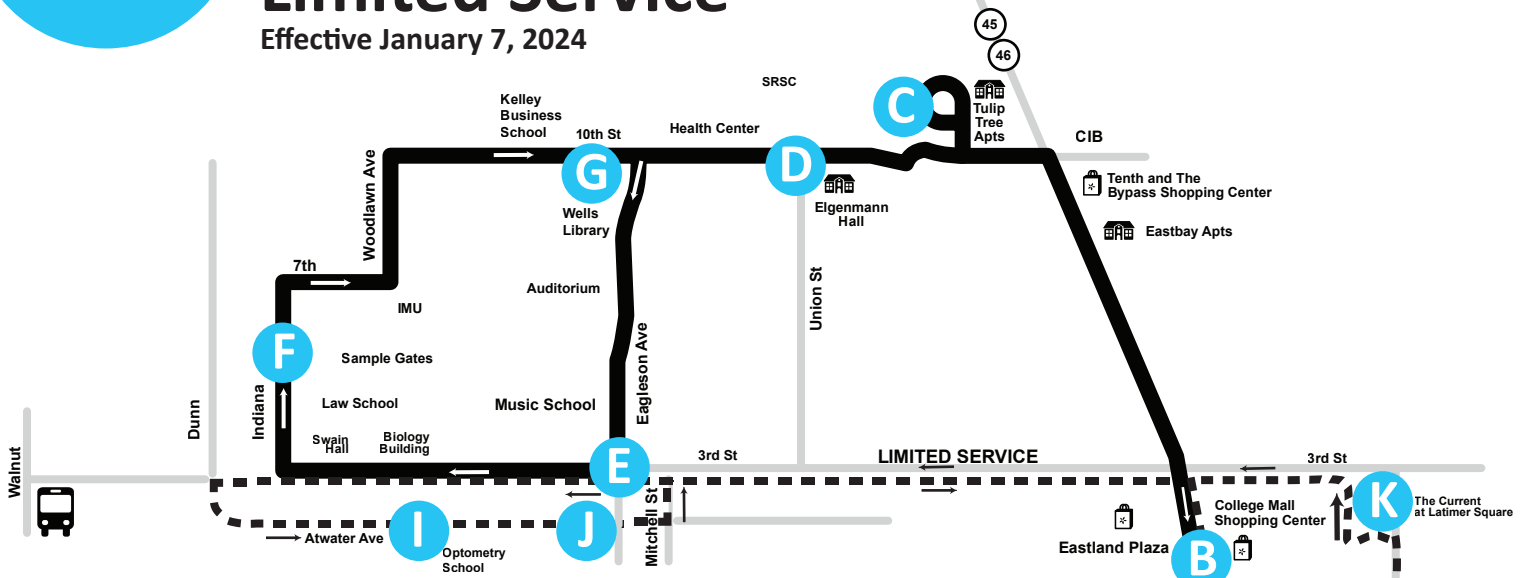 Limited Service
Effective January 7, 2024
45
46
SRSC
C
Tulip
Tree
Apts
Kelley
Business
School
10th St
Health Center
CIB
G
D
Tenth and The
Bypass Shopping Center
Woodlawn Ave
Wells
Library
Elgenmann
Hall
Eastbay Apts
7th
Auditorium
Union St
IMU
F
Sample Gates
Eagleson Ave
Indiana
Law School
Music School
Dunn
Swain
Hall
Biology
Building
E
3rd St
LIMITED SERVICE
3rd St
Walnut
Mitchell St
College Mall
Shopping Center
K
The Current
at Latimer Square
Atwater Ave
I
J
Optometry
School
Eastland Plaza
B